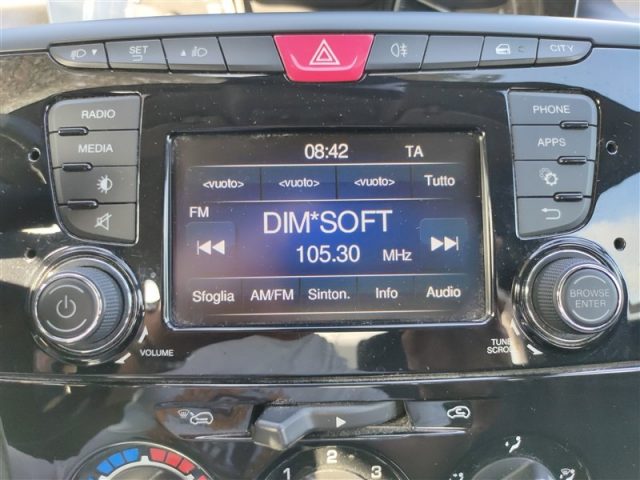 SET
CITY
RADIO
MEDIA
PHONE
APPS
08:42 TA
<vuoto> <vuoto> <vuoto> Tutto
FM
DIM*SOFT
105.30 MHz
Sfoglia AM/FM Sinton. Info Audio
VOLUME
BROWSE
ENTER
TUNE
SCROLL
1 2 3